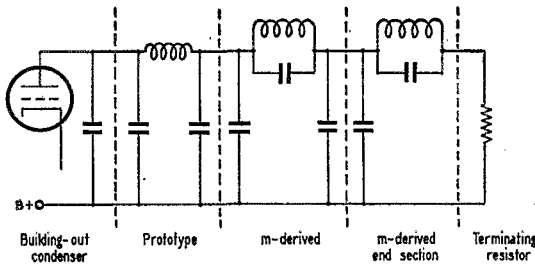 B+
Building-out
condenser
Prototype
m-derived
m-derived
end section
Terminating
resistor